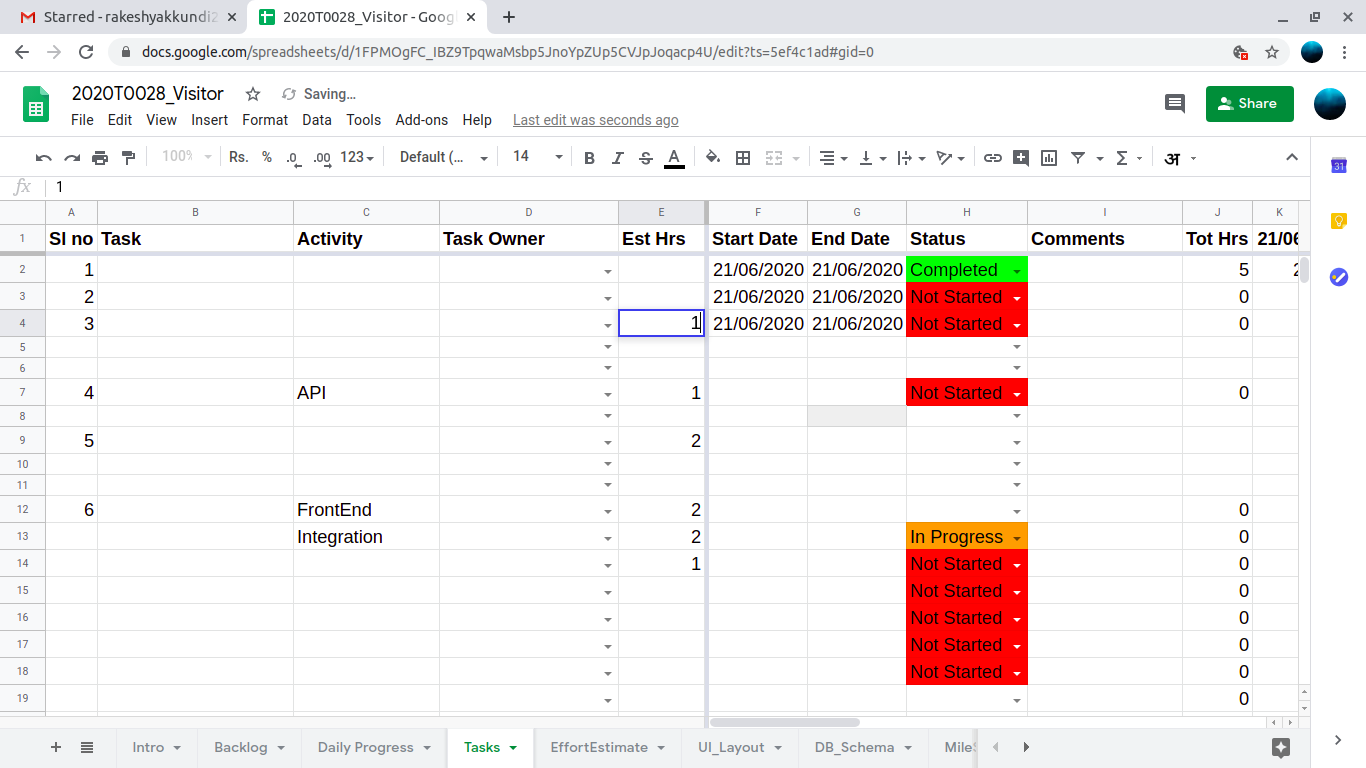 Starred - rakeshyakkundi2
2020T0028_Visitor - Goog
docs.google.com/spreadsheets/d/1FPMOgFC_IBZ9TpqwaMsbp5JnoYpZUp5CVJpJoqacp4U/edit?ts=5ef4c1ad#gid=0
2020T0028_Visitor Saving...
Share
File Edit View Insert Format Data Tools Add-ons Help Last edit was seconds ago
100% Rs. % .0 .00 123 Default (... 14 B I S A Σ अ
31
fx 1
A B C D E F G H I J K
1 Sl no Task Activity Task Owner Est Hrs Start Date End Date Status Comments Tot Hrs 21/06
2 1 21/06/2020 21/06/2020 Completed 5 2
3 2 21/06/2020 21/06/2020 Not Started 0
4 3 1 21/06/2020 21/06/2020 Not Started 0
5
6
7 4 API 1 Not Started 0
8
9 5 2
10
11
12 6 FrontEnd 2 0
13 Integration 2 In Progress 0
14 1 Not Started 0
15 Not Started 0
16 Not Started 0
17 Not Started 0
18 Not Started 0
19 0
Intro Backlog Daily Progress Tasks EffortEstimate UI_Layout DB_Schema Mile